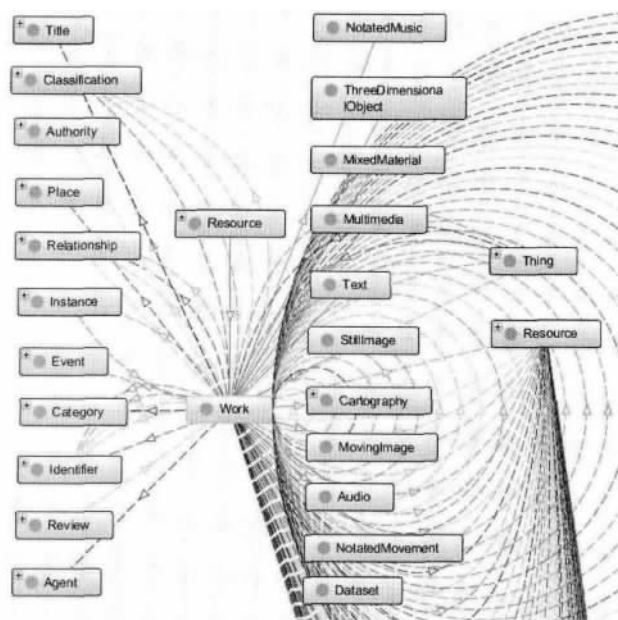 Title
Classification
Authority
Place
Relationship
Instance
Event
Category
Identifier
Review
Agent
Resource
Work
NotatedMusic
ThreeDimensiona
lObject
MixedMaterial
Multimedia
Text
StillImage
Cartography
MovingImage
Audio
NotatedMovement
Dataset
Thing
Resource